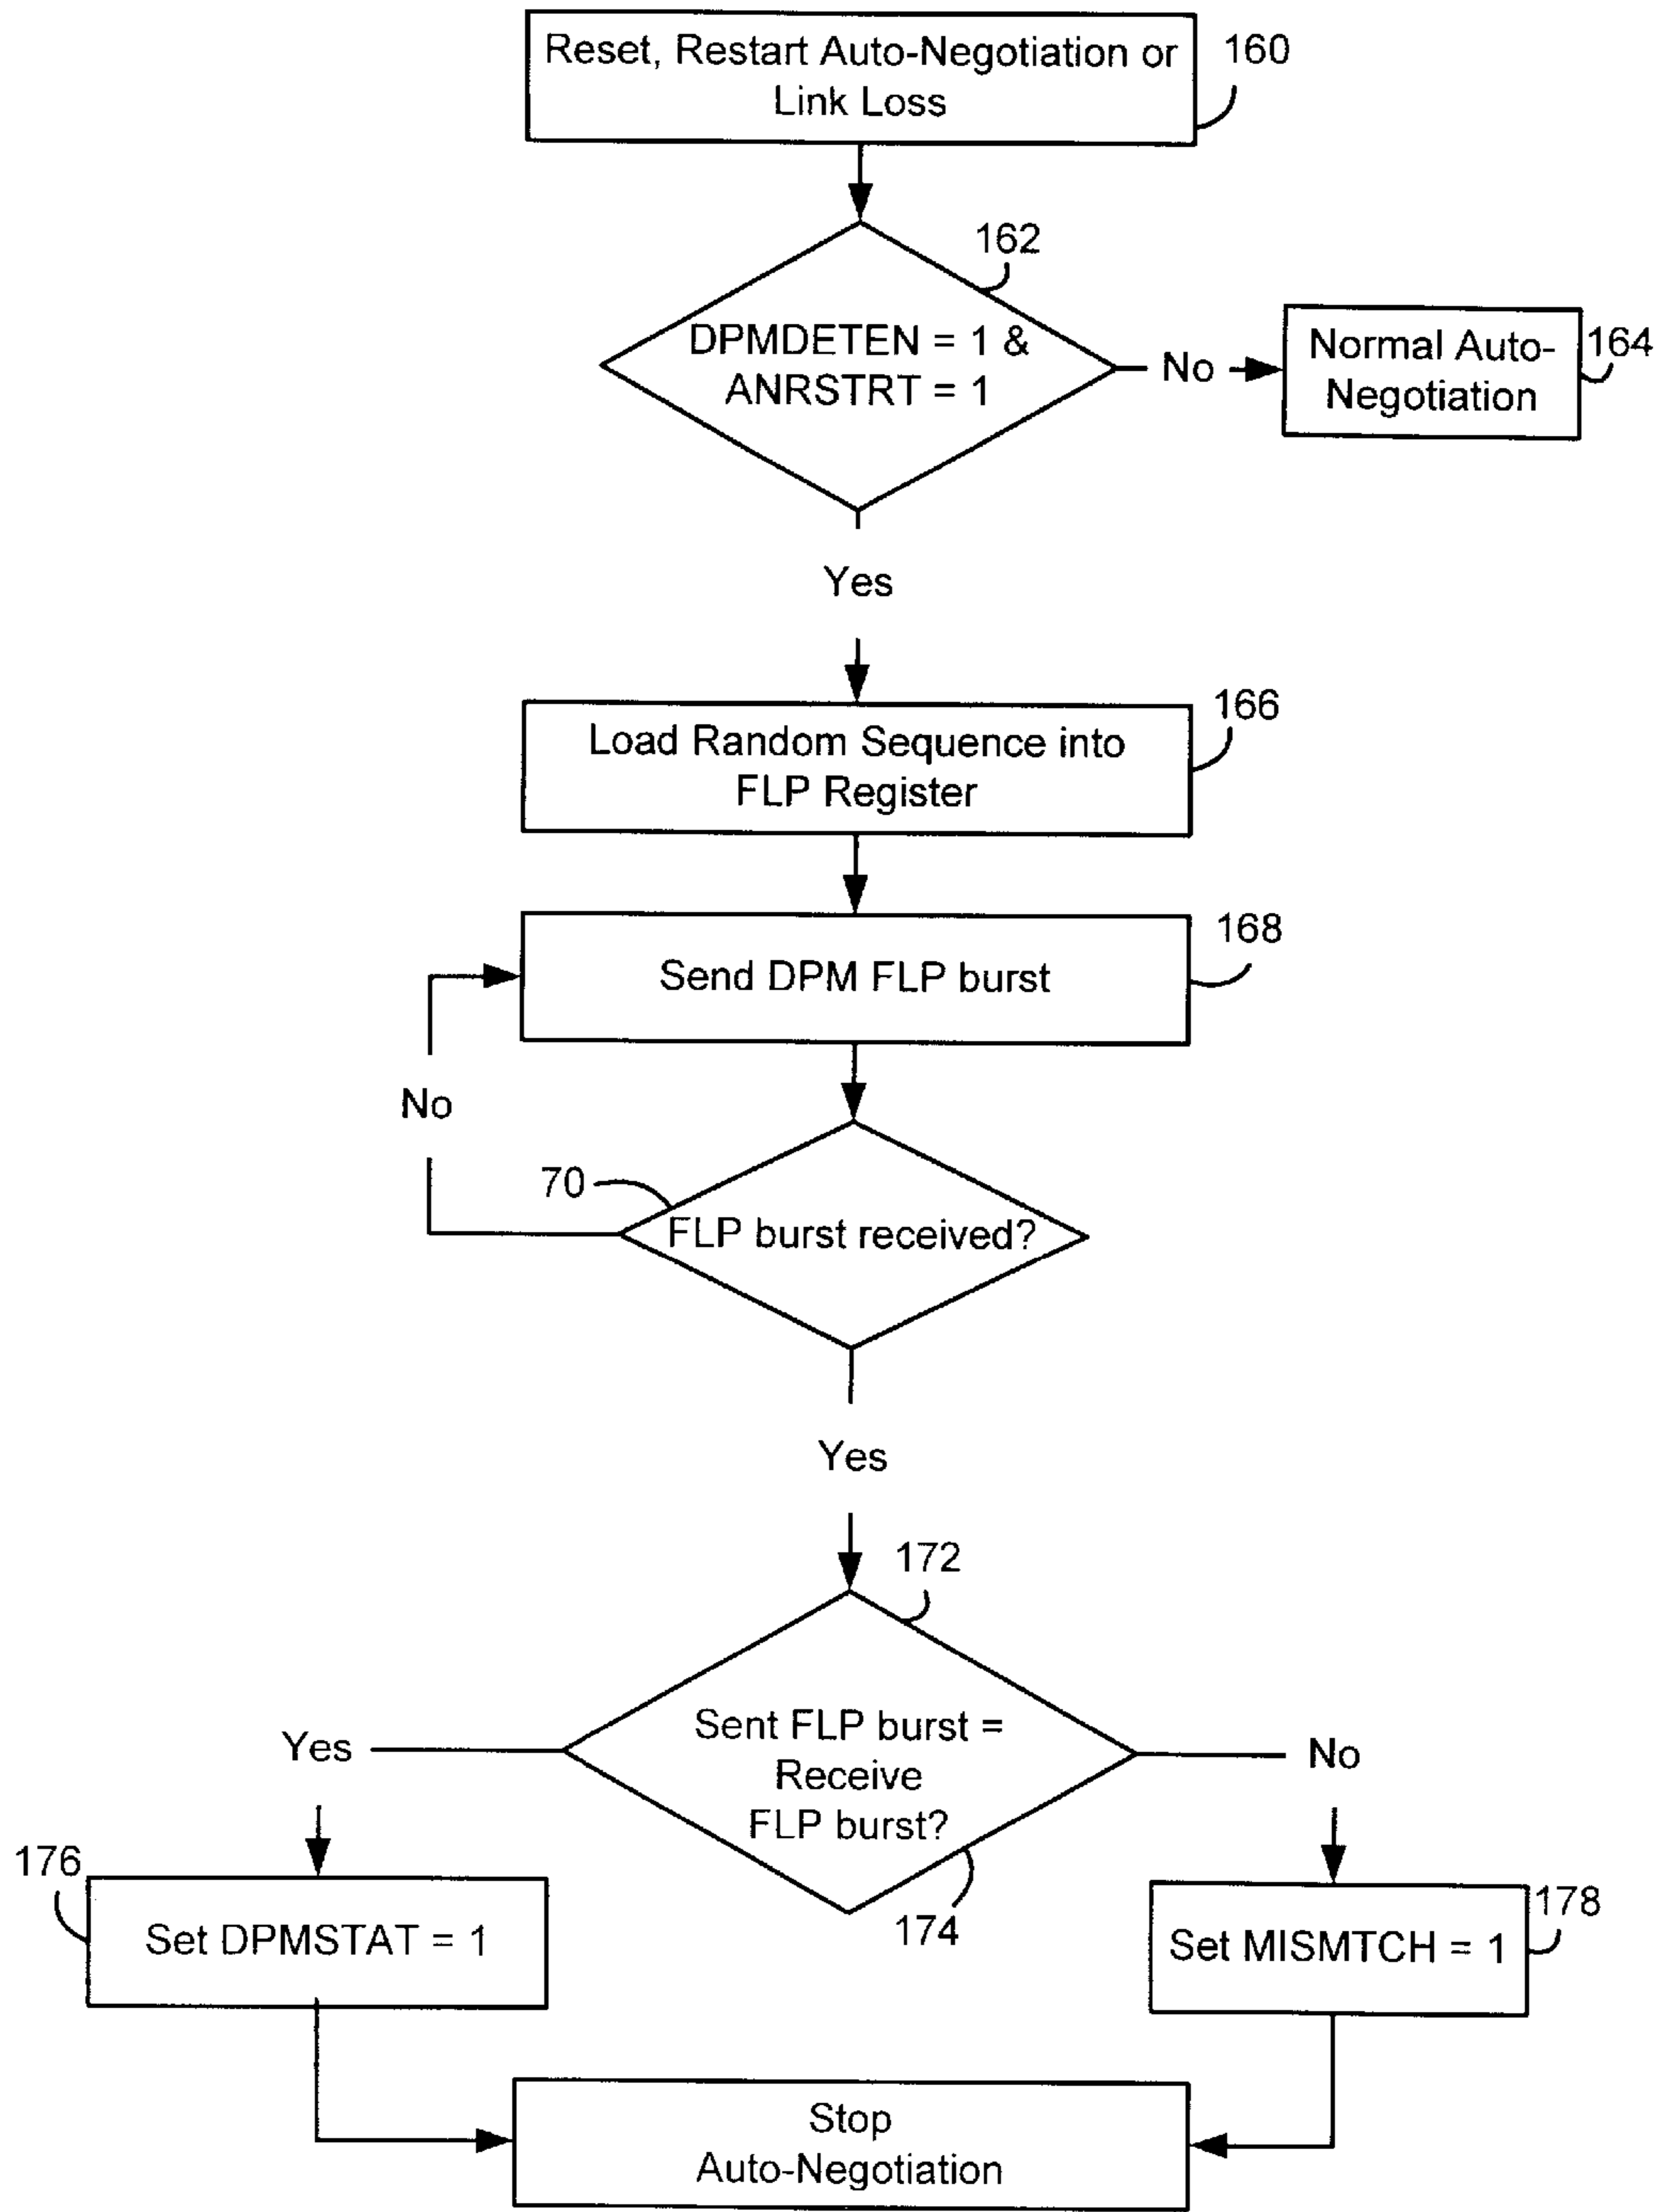 Reset, Restart Auto-Negotiation or
Link Loss
160
162
DPMDETEN = 1 &
ANRSTRT = 1
No
Normal Auto-
Negotiation
164
Yes
Load Random Sequence into
FLP Register
166
Send DPM FLP burst
168
No
70
FLP burst received?
Yes
172
Sent FLP burst =
Receive
FLP burst?
Yes
No
174
176
Set DPMSTAT = 1
178
Set MISMTCH = 1
Stop
Auto-Negotiation